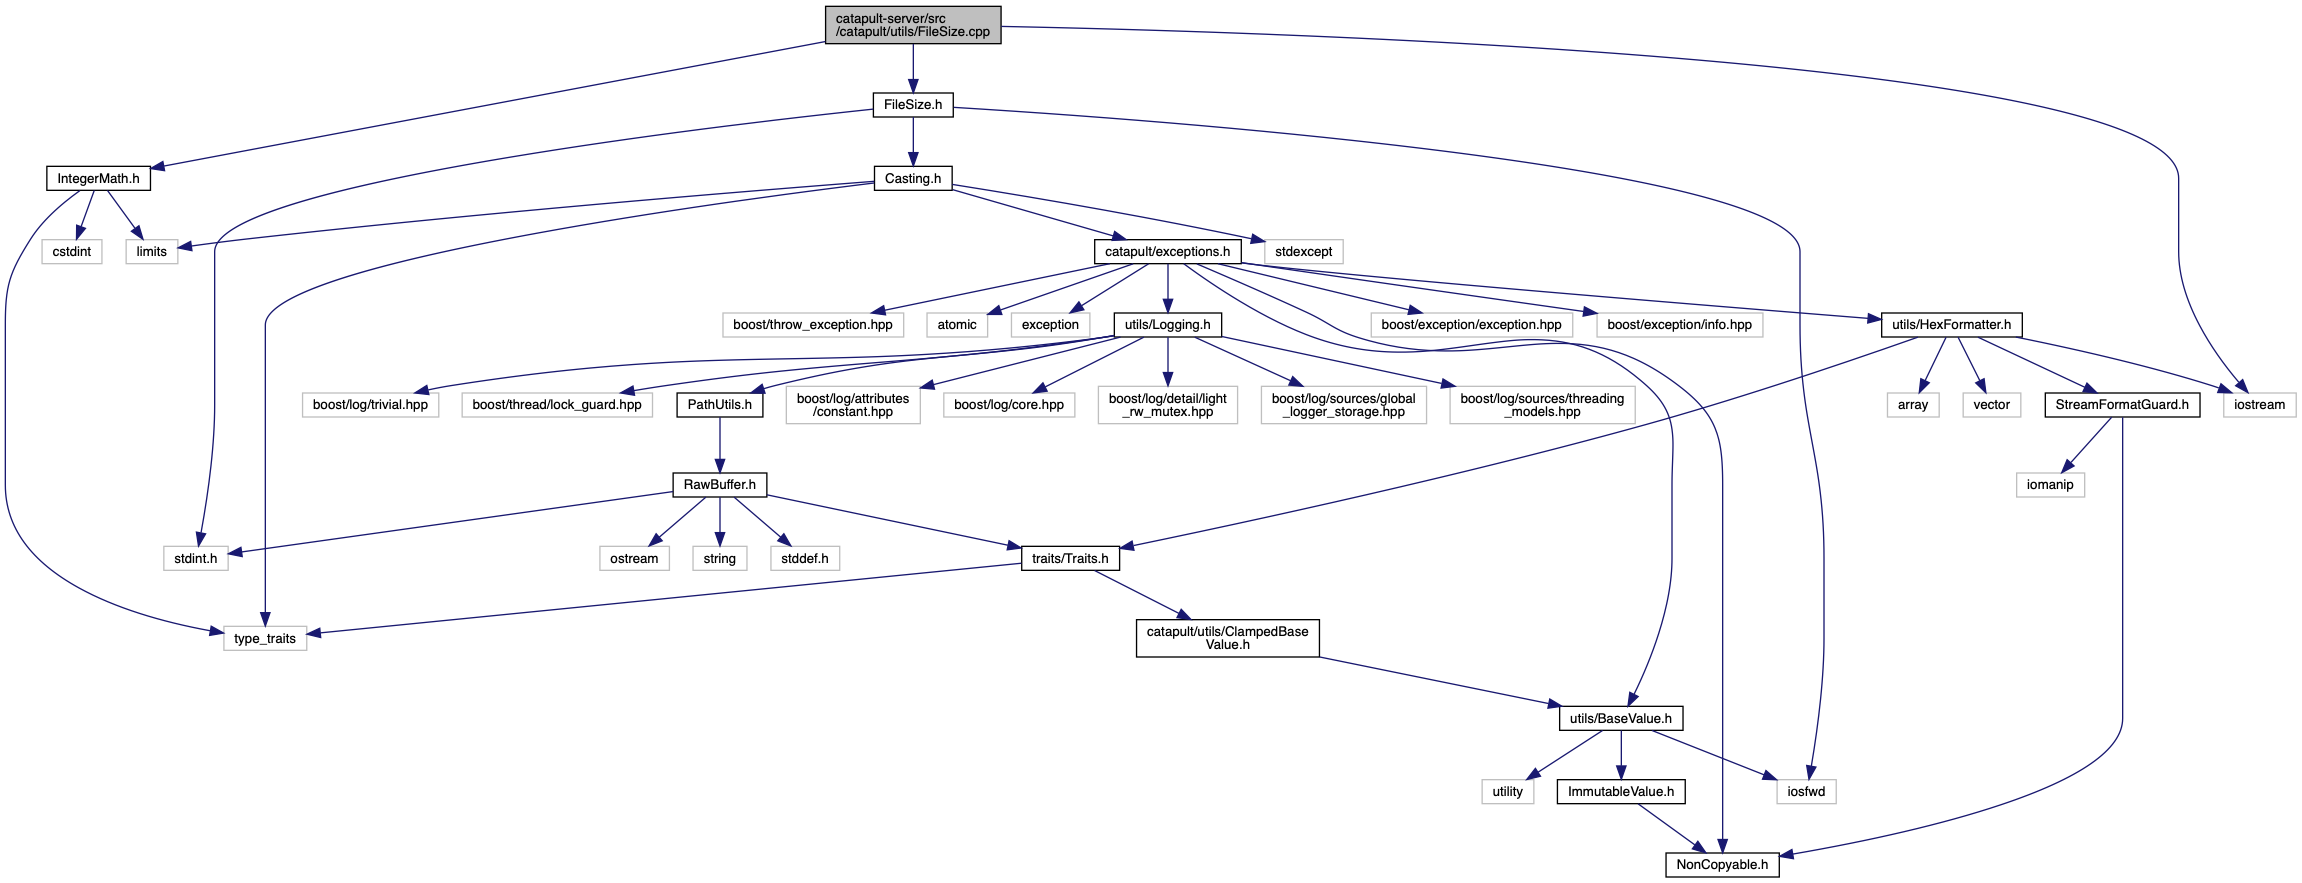 catapult-server/src
/catapult/utils/FileSize.cpp
FileSize.h
IntegerMath.h
Casting.h
cstdint
limits
catapult/exceptions.h
stdexcept
boost/throw_exception.hpp
atomic
exception
utils/Logging.h
boost/exception/exception.hpp
boost/exception/info.hpp
utils/HexFormatter.h
boost/log/trivial.hpp
boost/thread/lock_guard.hpp
PathUtils.h
boost/log/attributes
/constant.hpp
boost/log/core.hpp
boost/log/detail/light
_rw_mutex.hpp
boost/log/sources/global
_logger_storage.hpp
boost/log/sources/threading
_models.hpp
array
vector
StreamFormatGuard.h
iostream
RawBuffer.h
iomanip
stdint.h
ostream
string
stddef.h
traits/Traits.h
type_traits
catapult/utils/ClampedBase
Value.h
utils/BaseValue.h
utility
ImmutableValue.h
iosfwd
NonCopyable.h